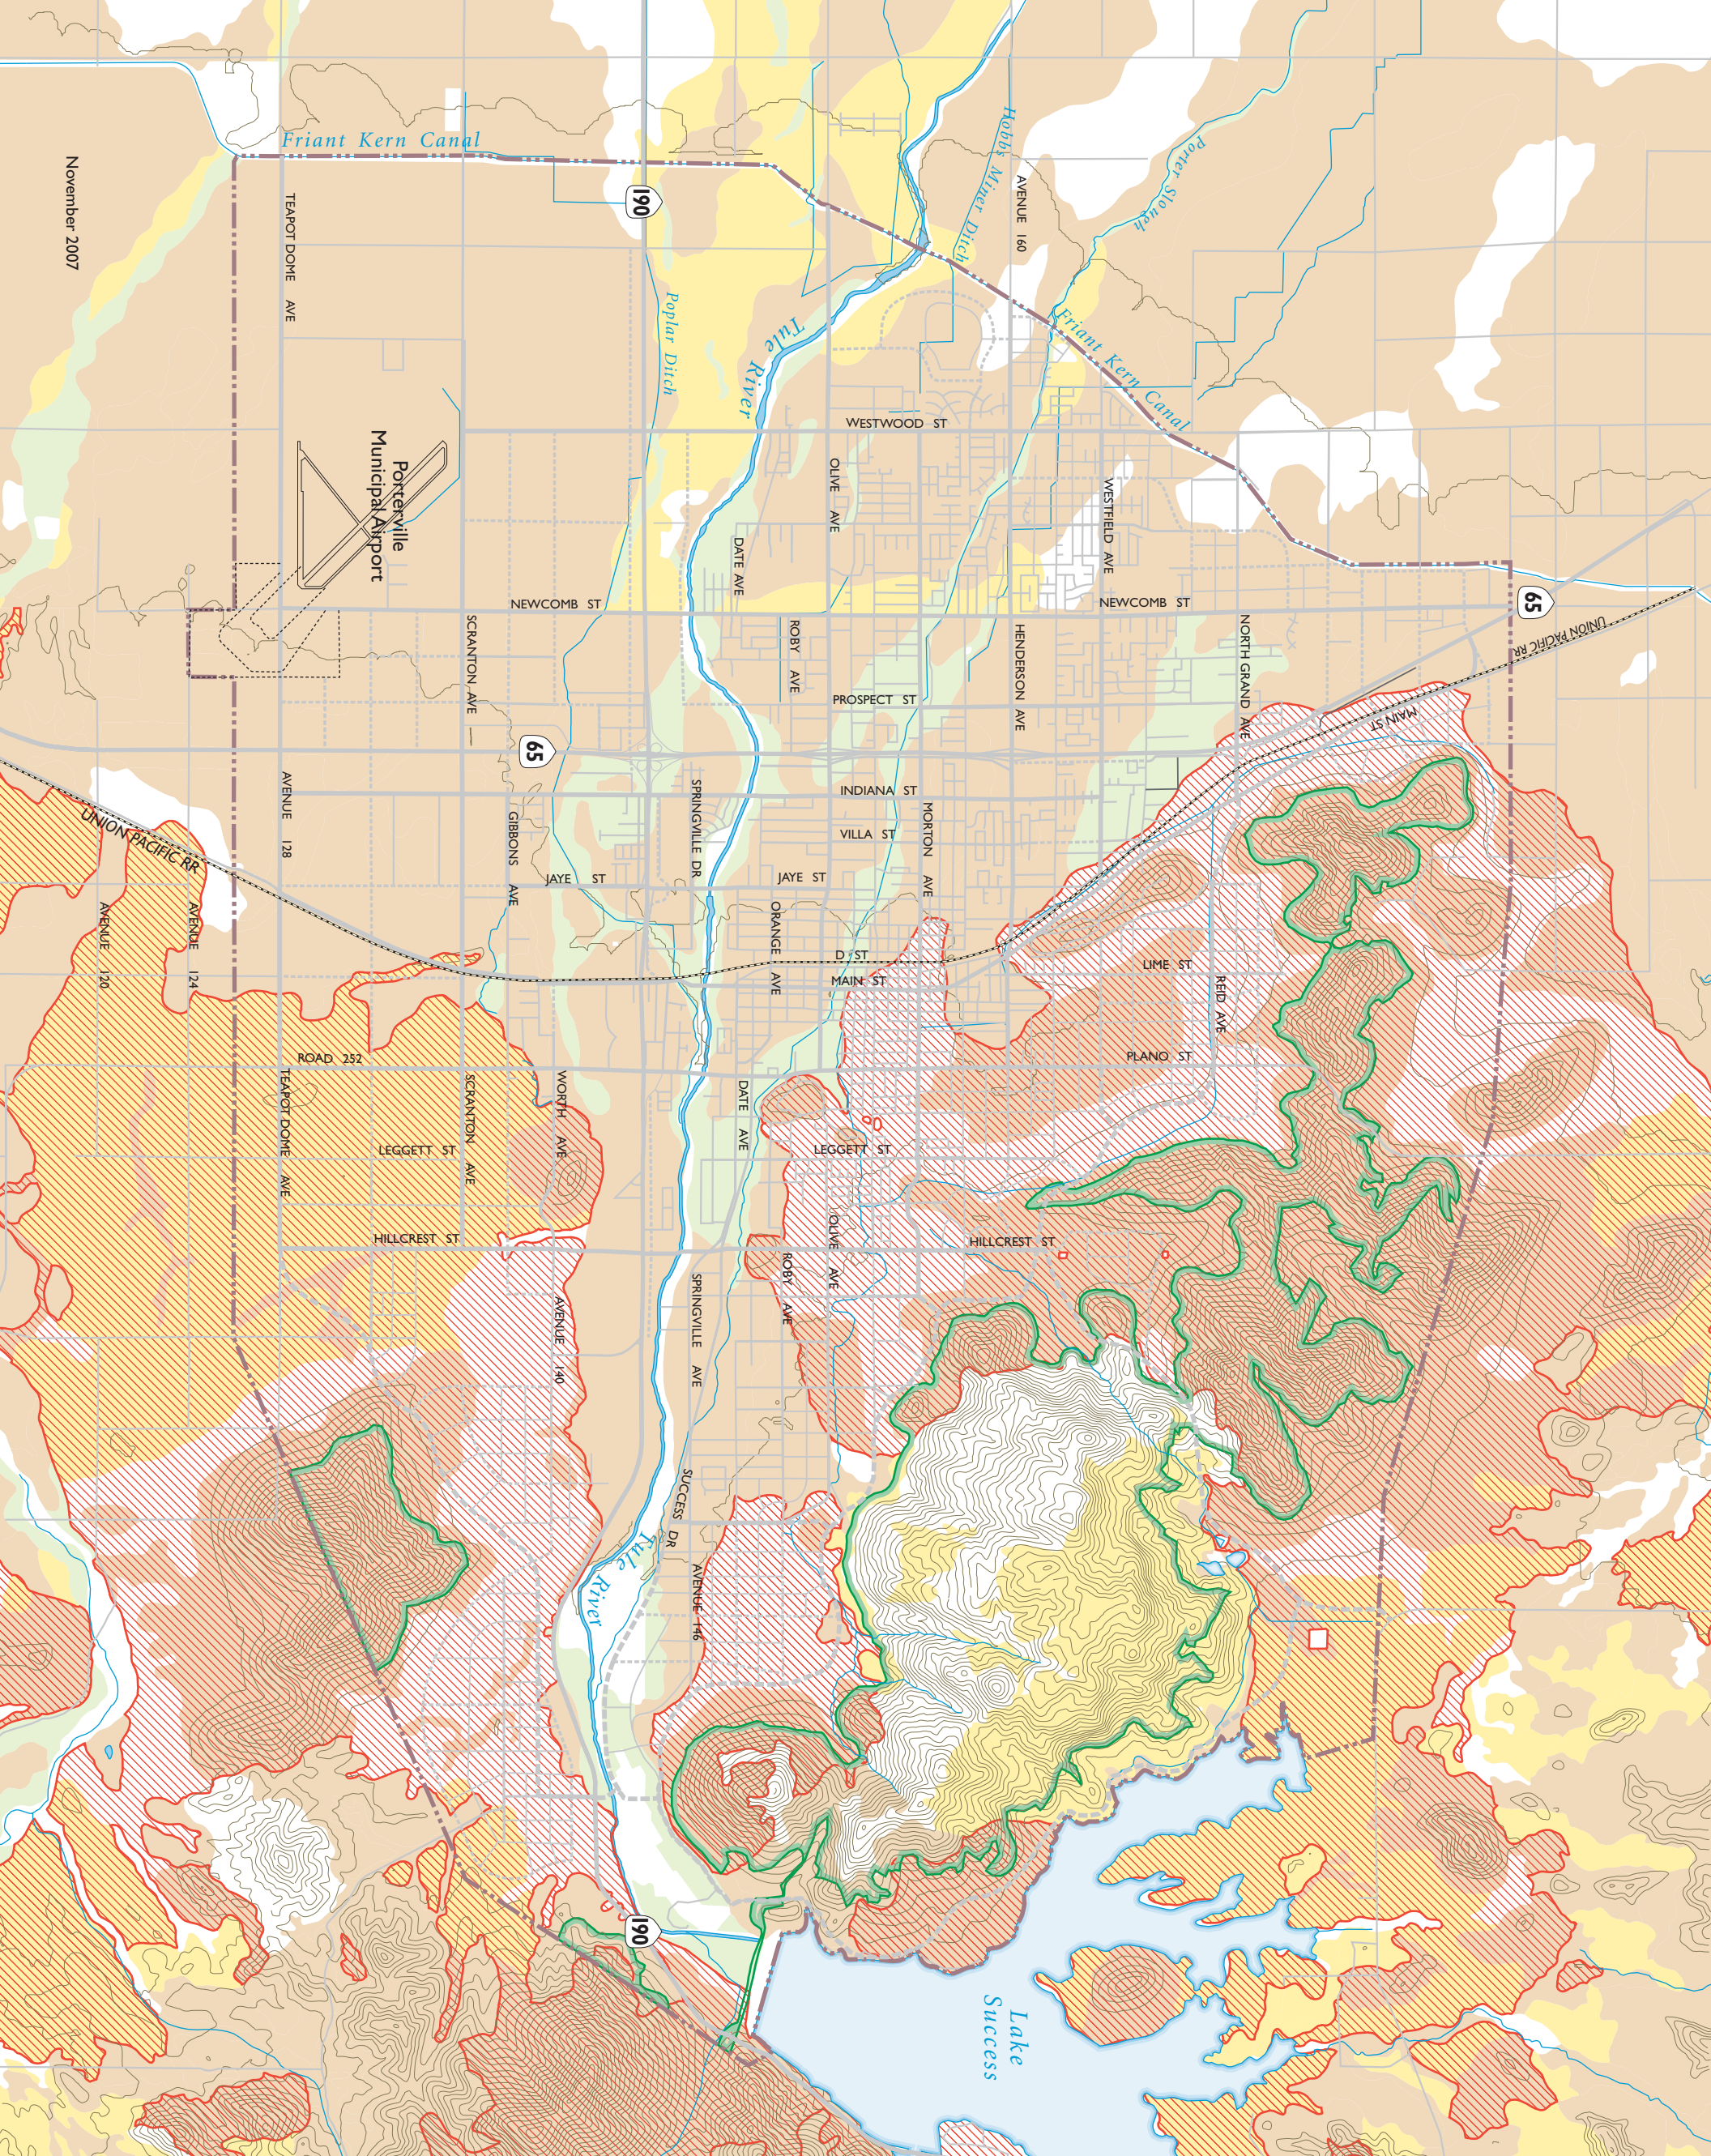 Friant Kern Canal
November 2007
TEAPOT DOME AVE
190
Poplar Ditch
Tule
River
Hobbs Miner Ditch
AVENUE 160
Porter Slough
Friant Kern Canal
WESTWOOD ST
Porterville
Municipal Airport
OLIVE AVE
WESTFIELD AVE
DATE AVE
NEWCOMB ST
NEWCOMB ST
65
UNION PACIFIC RR
SCRANTON AVE
ROBY AVE
HENDERSON AVE
NORTH GRAND AVE
PROSPECT ST
MAIN ST
65
AVENUE 128
SPRINGVILLE DR
INDIANA ST
GIBBONS AVE
UNION PACIFIC RR
VILLA ST
MORTON AVE
JAYE ST
JAYE ST
AVENUE 120
AVENUE 124
ORANGE AVE
D ST
LIME ST
MAIN ST
REID AVE
ROAD 252
PLANO ST
TEAPOT DOME AVE
SCRANTON AVE
WORTH AVE
DATE AVE
LEGGETT ST
LEGGETT ST
OLIVE AVE
HILLCREST ST
HILLCREST ST
ROBY AVE
SPRINGVILLE AVE
AVENUE 140
SUCCESS DR
Tule
River
AVENUE 146
190
Lake
Success